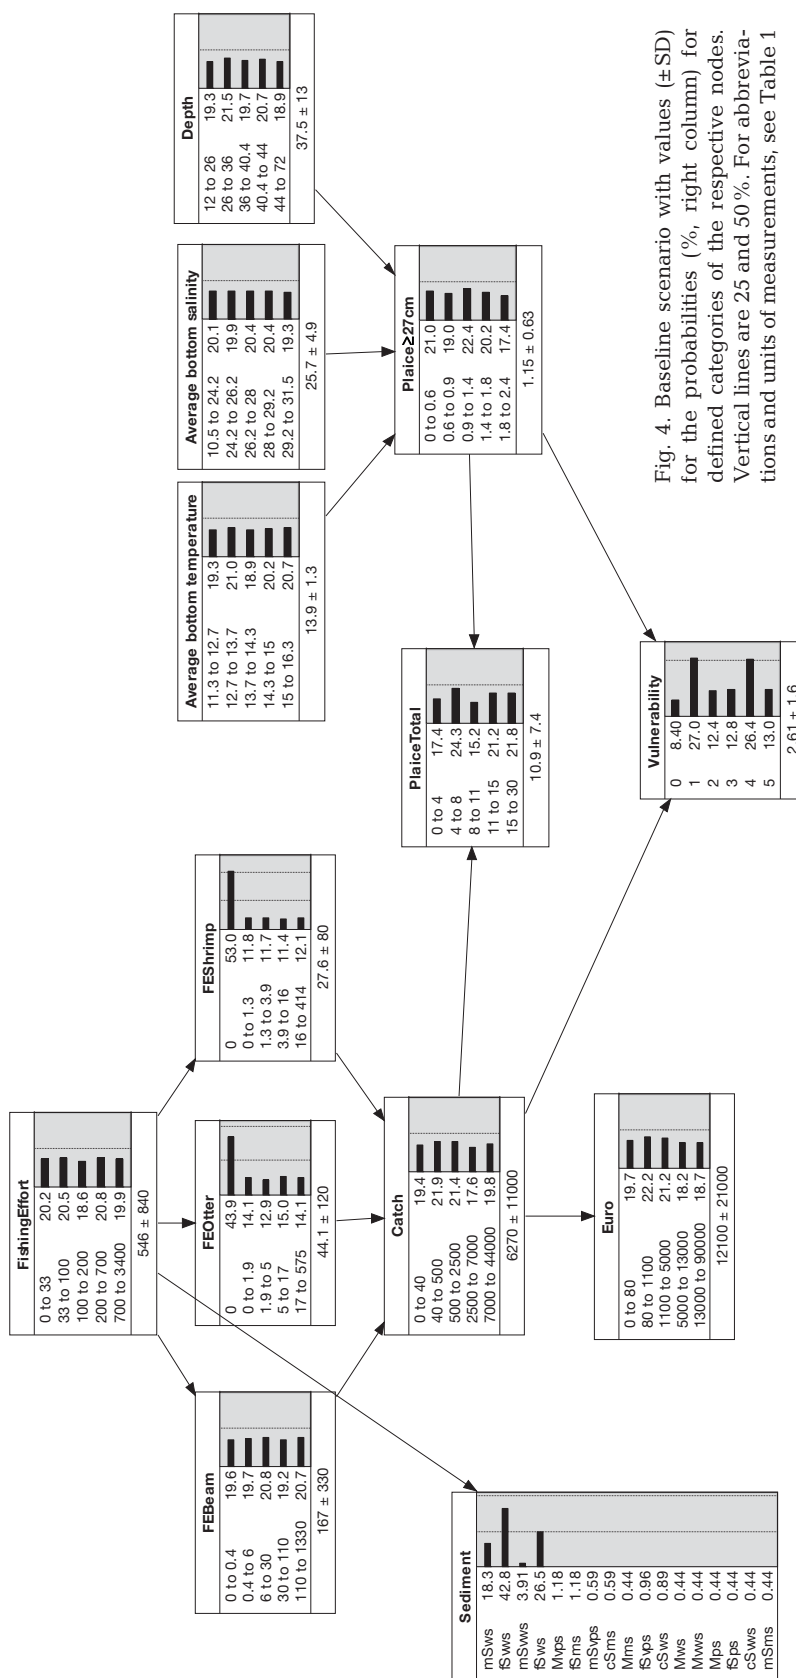 FishingEffort
0 to 33 20.2
33 to 100 20.5
100 to 200 18.6
200 to 700 20.8
700 to 3400 19.9
546 ± 840
FEBeam
0 to 0.4 19.6
0.4 to 6 19.7
6 to 30 20.8
30 to 110 19.2
110 to 1330 20.7
167 ± 330
FEOtter
0 43.9
0 to 1.9 14.1
1.9 to 5 12.9
5 to 17 15.0
17 to 575 14.1
44.1 ± 120
FEShrimp
0 53.0
0 to 1.3 11.8
1.3 to 3.9 11.7
3.9 to 16 11.4
16 to 414 12.1
27.6 ± 80
Average bottom temperature
11.3 to 12.7 19.3
12.7 to 13.7 21.0
13.7 to 14.3 18.9
14.3 to 15 20.2
15 to 16.3 20.7
13.9 ± 1.3
Average bottom salinity
10.5 to 24.2 20.1
24.2 to 26.2 19.9
26.2 to 28 20.4
28 to 29.2 20.4
29.2 to 31.5 19.3
25.7 ± 4.9
Depth
12 to 26 19.3
26 to 36 21.5
36 to 40.4 19.7
40.4 to 44 20.7
44 to 72 18.9
37.5 ± 13
Catch
0 to 40 19.4
40 to 500 21.9
500 to 2500 21.4
2500 to 7000 17.6
7000 to 44000 19.8
6270 ± 11000
PlaiceTotal
0 to 4 17.4
4 to 8 24.3
8 to 11 15.2
11 to 15 21.2
15 to 30 21.8
10.9 ± 7.4
Plaice≥27cm
0 to 0.6 21.0
0.6 to 0.9 19.0
0.9 to 1.4 22.4
1.4 to 1.8 20.2
1.8 to 2.4 17.4
1.15 ± 0.63
Sediment
mSws 18.3
fSwws 42.8
mSwws 3.91
fSws 26.5
Mvps 1.18
fSms 1.18
mSvps 0.59
cSms 0.59
Mms 0.44
fSvps 0.96
cSws 0.89
Mws 0.44
Mwws 0.44
Mps 0.44
fSps 0.44
cSwws 0.44
mSms 0.44
Euro
0 to 80 19.7
80 to 1100 22.2
1100 to 5000 21.2
5000 to 13000 18.2
13000 to 90000 18.7
12100 ± 21000
Vulnerability
0 8.40
1 27.0
2 12.4
3 12.8
4 26.4
5 13.0
2.61 ± 1.6
Fig. 4. Baseline scenario with values (±SD)
for the probabilities (%, right column) for
defined categories of the respective nodes.
Vertical lines are 25 and 50%. For abbrevia-
tions and units of measurements, see Table 1